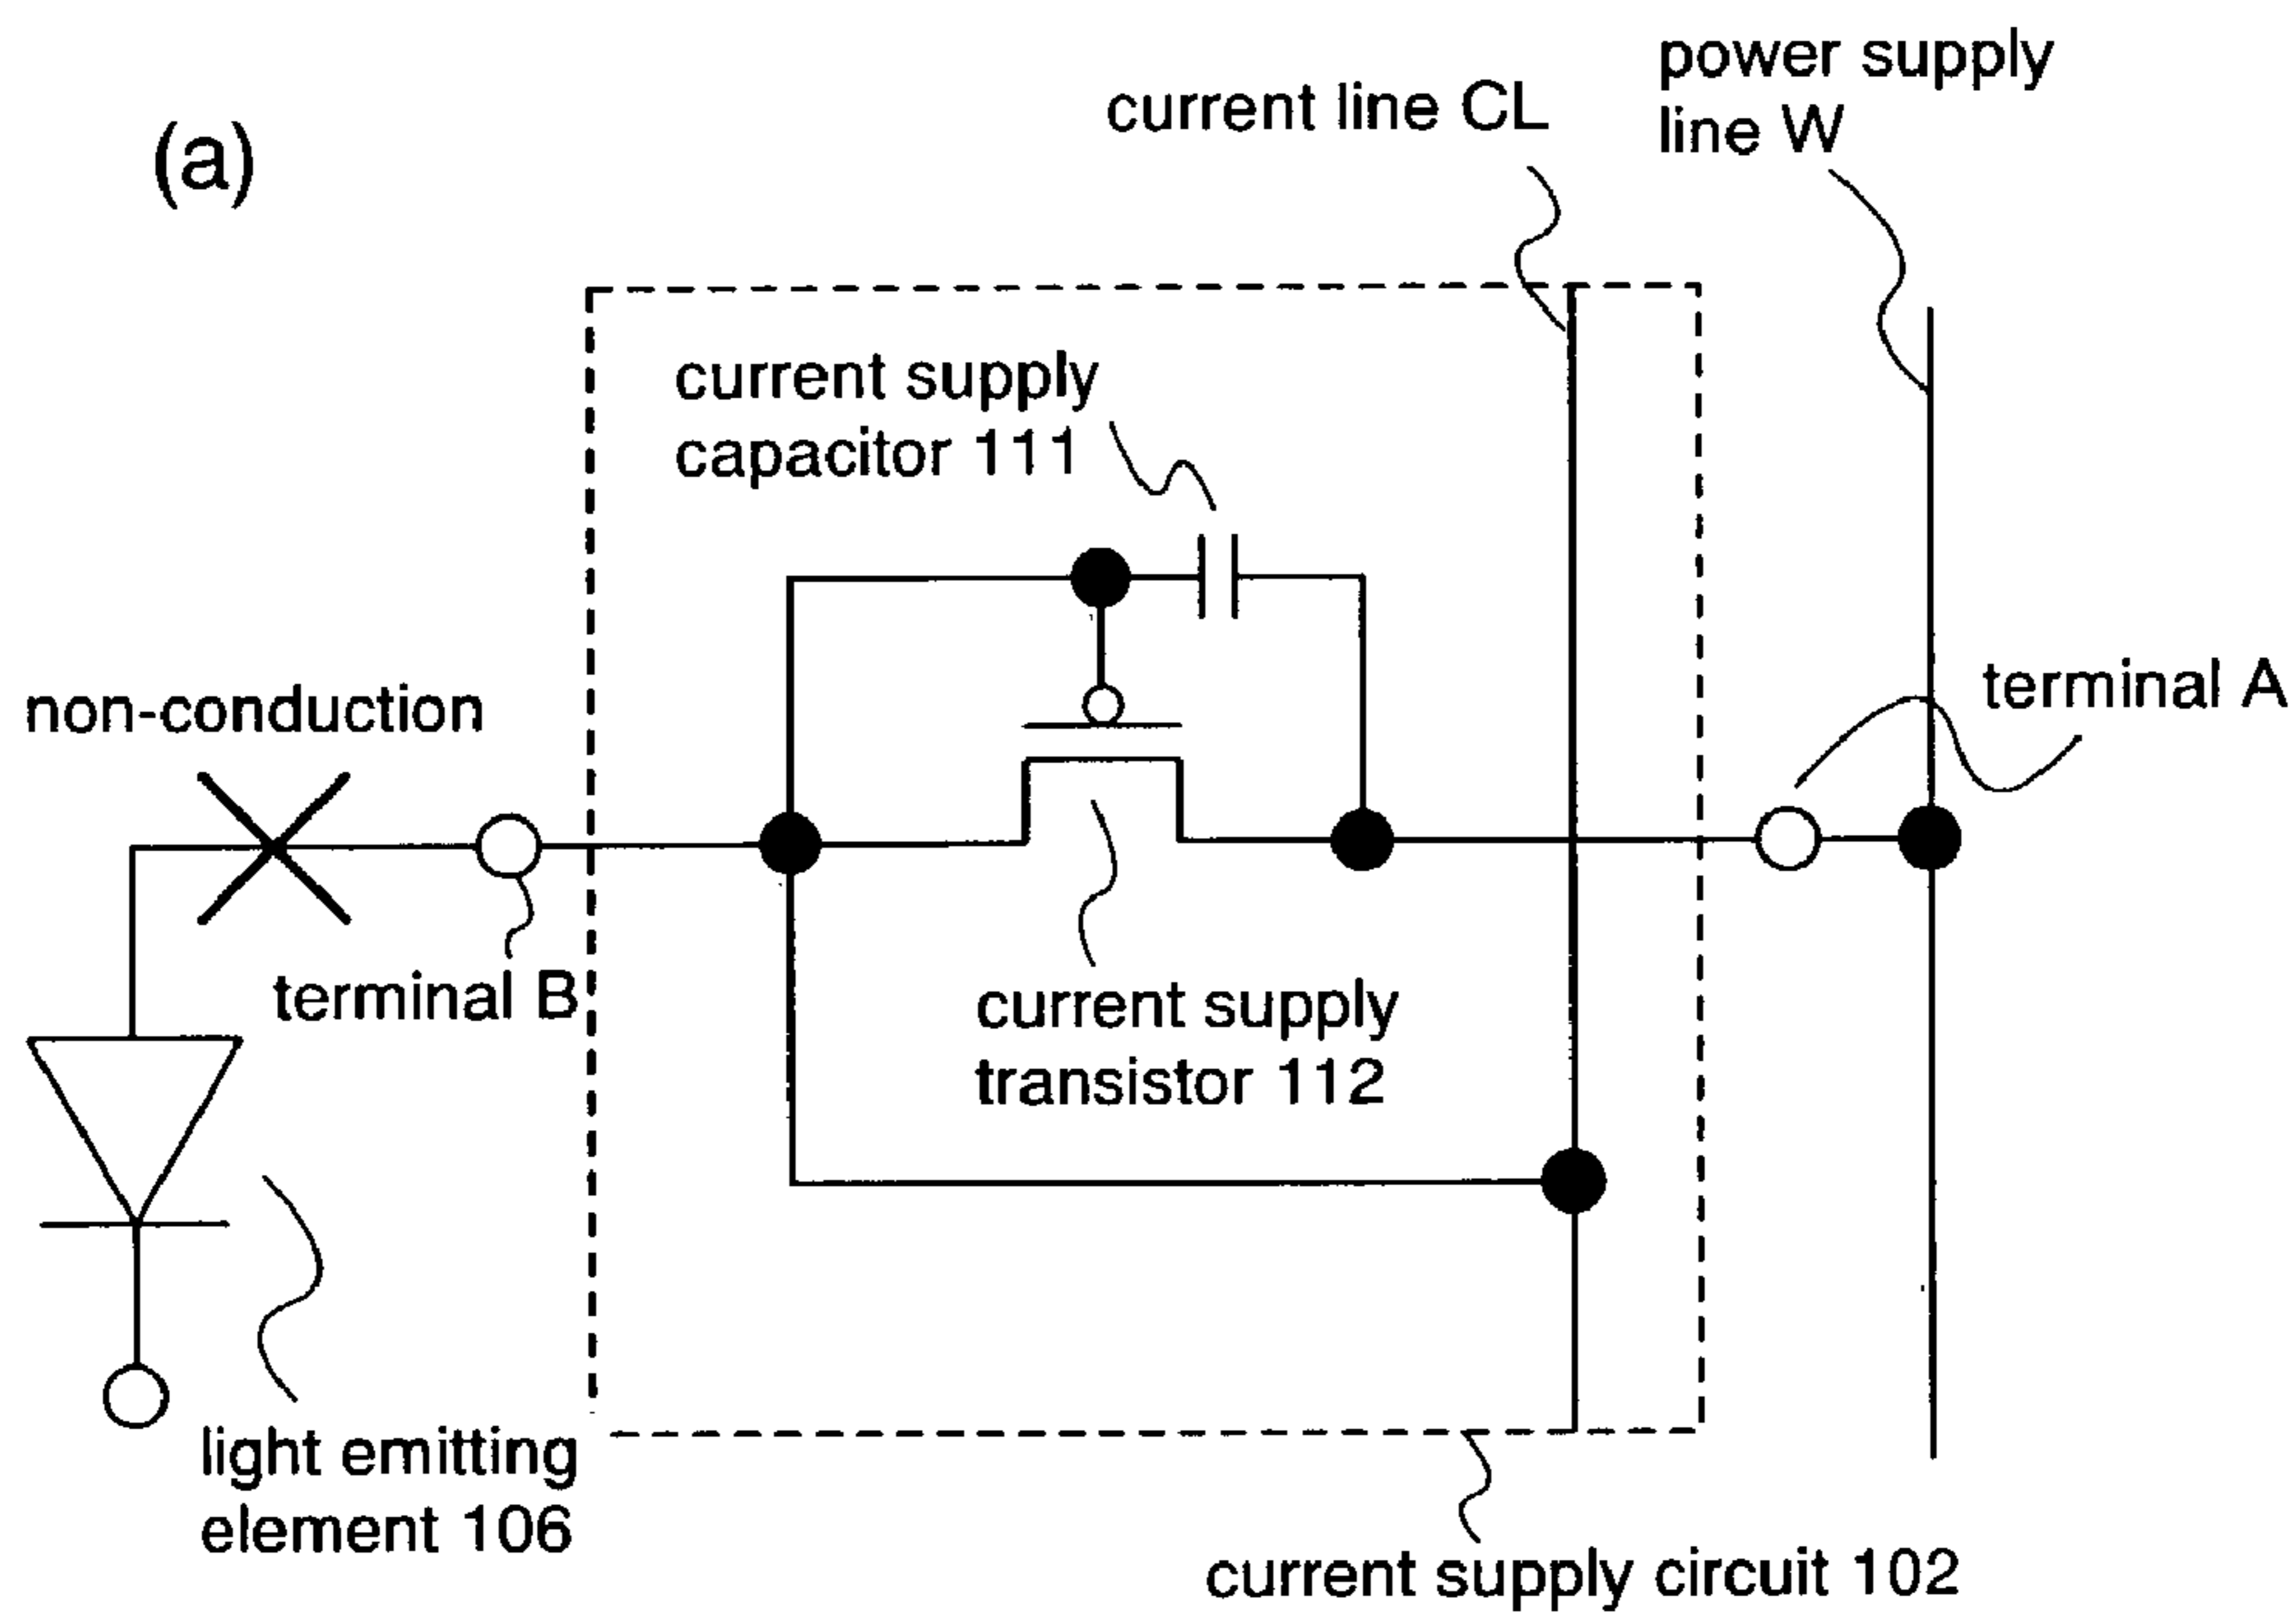 (a)
current line CL
power supply
line W
current supply
capacitor 111
non-conduction
terminal A
terminal B
current supply
transistor 112
light emitting
element 106
current supply circuit 102